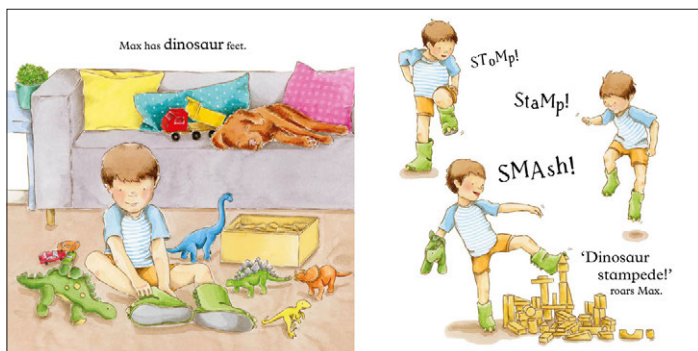 Max has dinosaur feet.
SToMp!
StaMp!
SMAsh!
‘Dinosaur
stampede!’
roars Max.